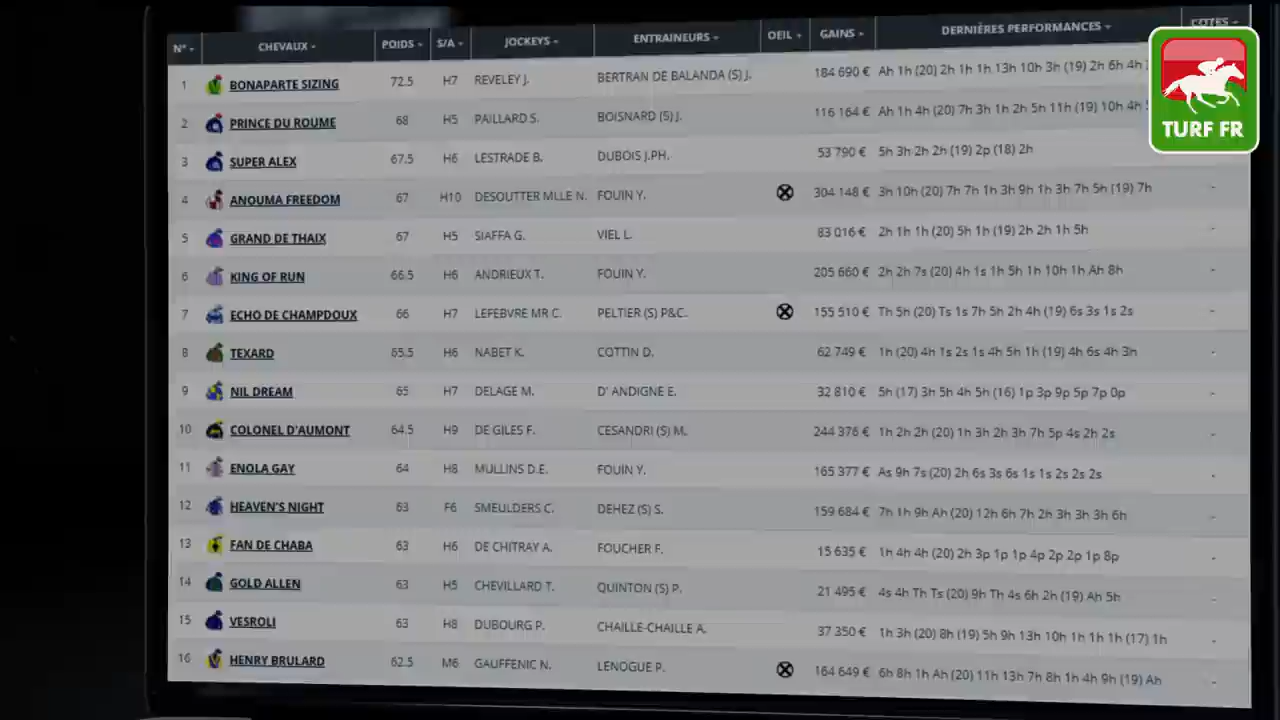 N° CHEVAUX POIDS S/A JOCKEYS ENTRAINEURS OEIL GAINS DERNIÈRES PERFORMANCES COTES
1 BONAPARTE SIZING 72.5 H7 REVELEY J. BERTRAN DE BALANDA (S) J. 184 690 € Ah 1h (20) 2h 1h 1h 13h 10h 3h (19) 2h 6h 4h
2 PRINCE DU ROUME 68 H5 PAILLARD S. BOISNARD (S) J. 116 164 € Ah 1h 4h (20) 7h 3h 1h 2h 5h 11h (19) 10h 4h
3 SUPER ALEX 67.5 H6 LESTRADE B. DUBOIS J.PH. 53 790 € 5h 3h 2h 2h (19) 2p (18) 2h
4 ANOUMA FREEDOM 67 H10 DESOUTTER MLLE N. FOUIN Y. 304 148 € 3h 10h (20) 7h 7h 1h 3h 9h 1h 3h 7h 5h (19) 7h -
5 GRAND DE THAIX 67 H5 SIAFFA G. VIEL L. 83 016 € 2h 1h 1h (20) 5h 1h (19) 2h 2h 1h 5h -
6 KING OF RUN 66.5 H6 ANDRIEUX T. FOUIN Y. 205 660 € 2h 2h 7s (20) 4h 1s 1h 5h 1h 10h 1h Ah 8h -
7 ECHO DE CHAMPDOUX 66 H7 LEFEBVRE MR C. PELTIER (S) P&C. 155 510 € Th 5h (20) Ts 1s 7h 5h 2h 4h (19) 6s 3s 1s 2s -
8 TEXARD 65.5 H6 NABET K. COTTIN D. 62 749 € 1h (20) 4h 1s 2s 1s 4h 5h 1h (19) 4h 6s 4h 3h -
9 NIL DREAM 65 H7 DELAGE M. D' ANDIGNE E. 32 810 € 5h (17) 3h 5h 4h 5h (16) 1p 3p 9p 5p 7p 0p -
10 COLONEL D'AUMONT 64.5 H9 DE GILES F. CESANDRI (S) M. 244 376 € 1h 2h 2h (20) 1h 3h 2h 3h 7h 5p 4s 2h 2s -
11 ENOLA GAY 64 H8 MULLINS D.E. FOUIN Y. 165 377 € As 9h 7s (20) 2h 6s 3s 6s 1s 1s 2s 2s 2s -
12 HEAVEN'S NIGHT 63 F6 SMEULDERS C. DEHEZ (S) S. 159 684 € 7h 1h 9h Ah (20) 12h 6h 7h 2h 3h 3h 3h 6h -
13 FAN DE CHABA 63 H6 DE CHITRAY A. FOUCHER F. 15 635 € 1h 4h 4h (20) 2h 3p 1p 1p 4p 2p 2p 1p 8p -
14 GOLD ALLEN 63 H5 CHEVILLARD T. QUINTON (S) P. 21 495 € 4s 4h Th Ts (20) 9h Th 4s 6h 2h (19) Ah 5h -
15 VESROLI 63 H8 DUBOURG P. CHAILLE-CHAILLE A. 37 350 € 1h 3h (20) 8h (19) 5h 9h 13h 10h 1h 1h 1h (17) 1h -
16 HENRY BRULARD 62.5 M6 GAUFFENIC N. LENOGUE P. 164 649 € 6h 8h 1h Ah (20) 11h 13h 7h 8h 1h 4h 9h (19) Ah -
TURF FR